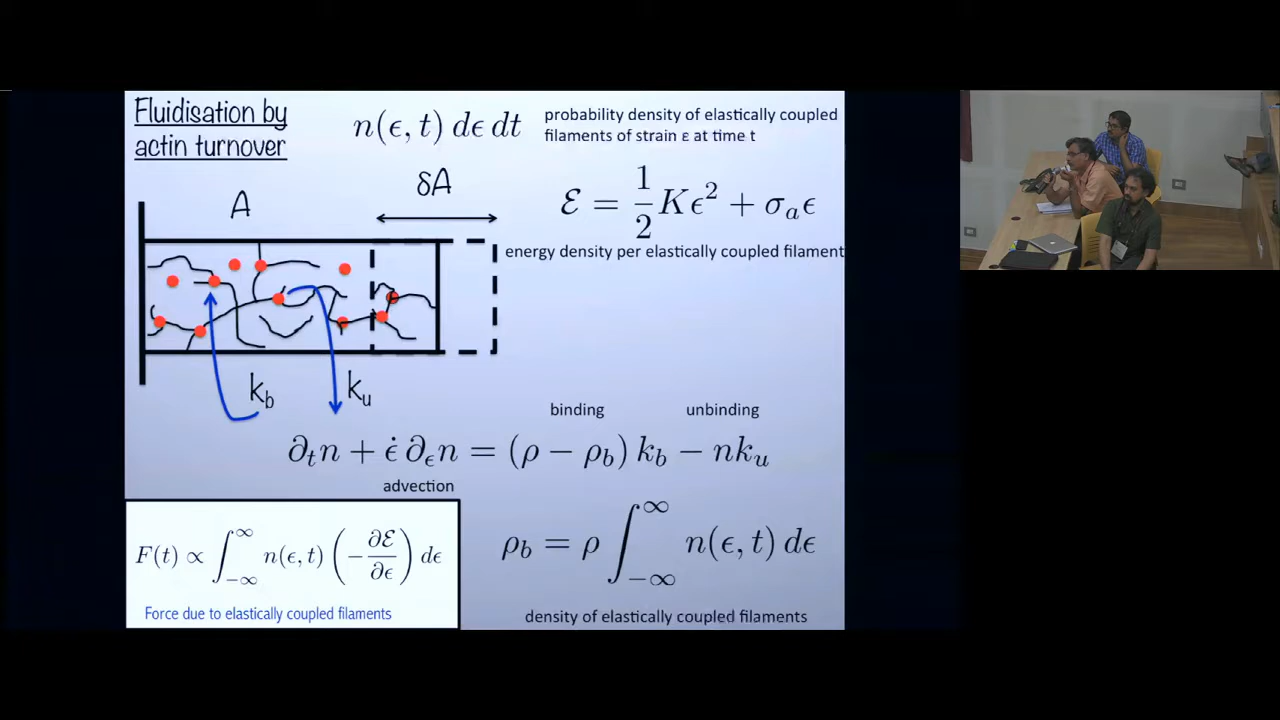 Fluidisation by
actin turnover
n(ϵ, t) dϵ dt
probability density of elastically coupled
filaments of strain ε at time t
A
δA
ℰ = 1/2 Kϵ² + σₐϵ
energy density per elastically coupled filament
k_b
k_u
binding
unbinding
∂ₜn + ϵ̇ ∂_ϵn = (ρ − ρ_b) k_b − nk_u
advection
F(t) ∝ ∫_{−∞}^{∞} n(ϵ, t) (−∂ℰ/∂ϵ) dϵ
Force due to elastically coupled filaments
ρ_b = ρ ∫_{−∞}^{∞} n(ϵ, t) dϵ
density of elastically coupled filaments